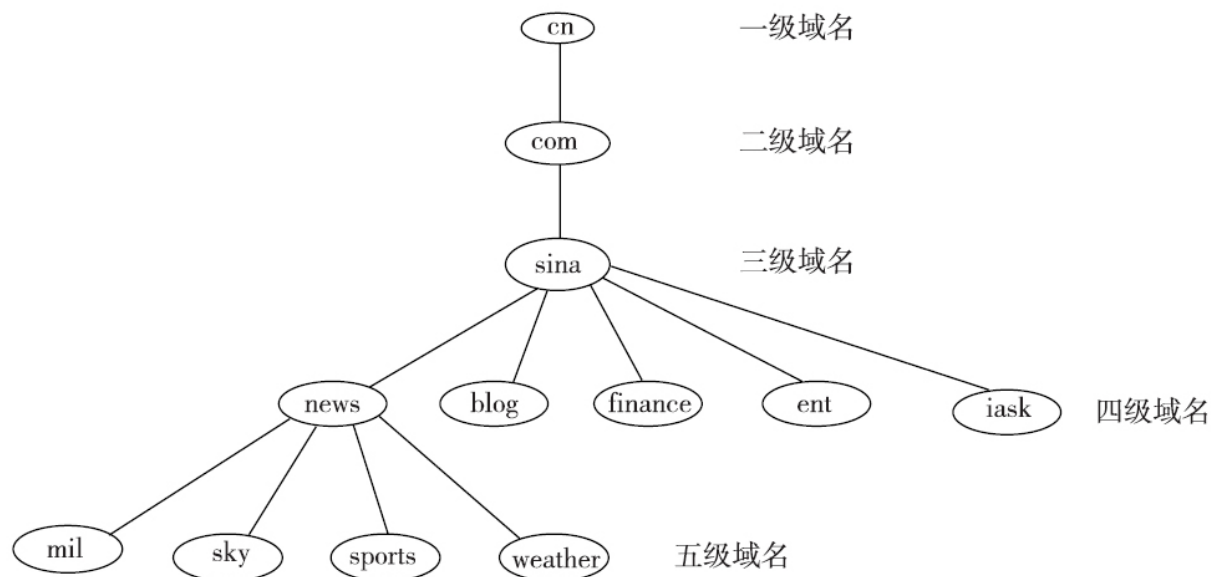 cn 一级域名
com 二级域名
sina 三级域名
news blog finance ent iask 四级域名
mil sky sports weather 五级域名